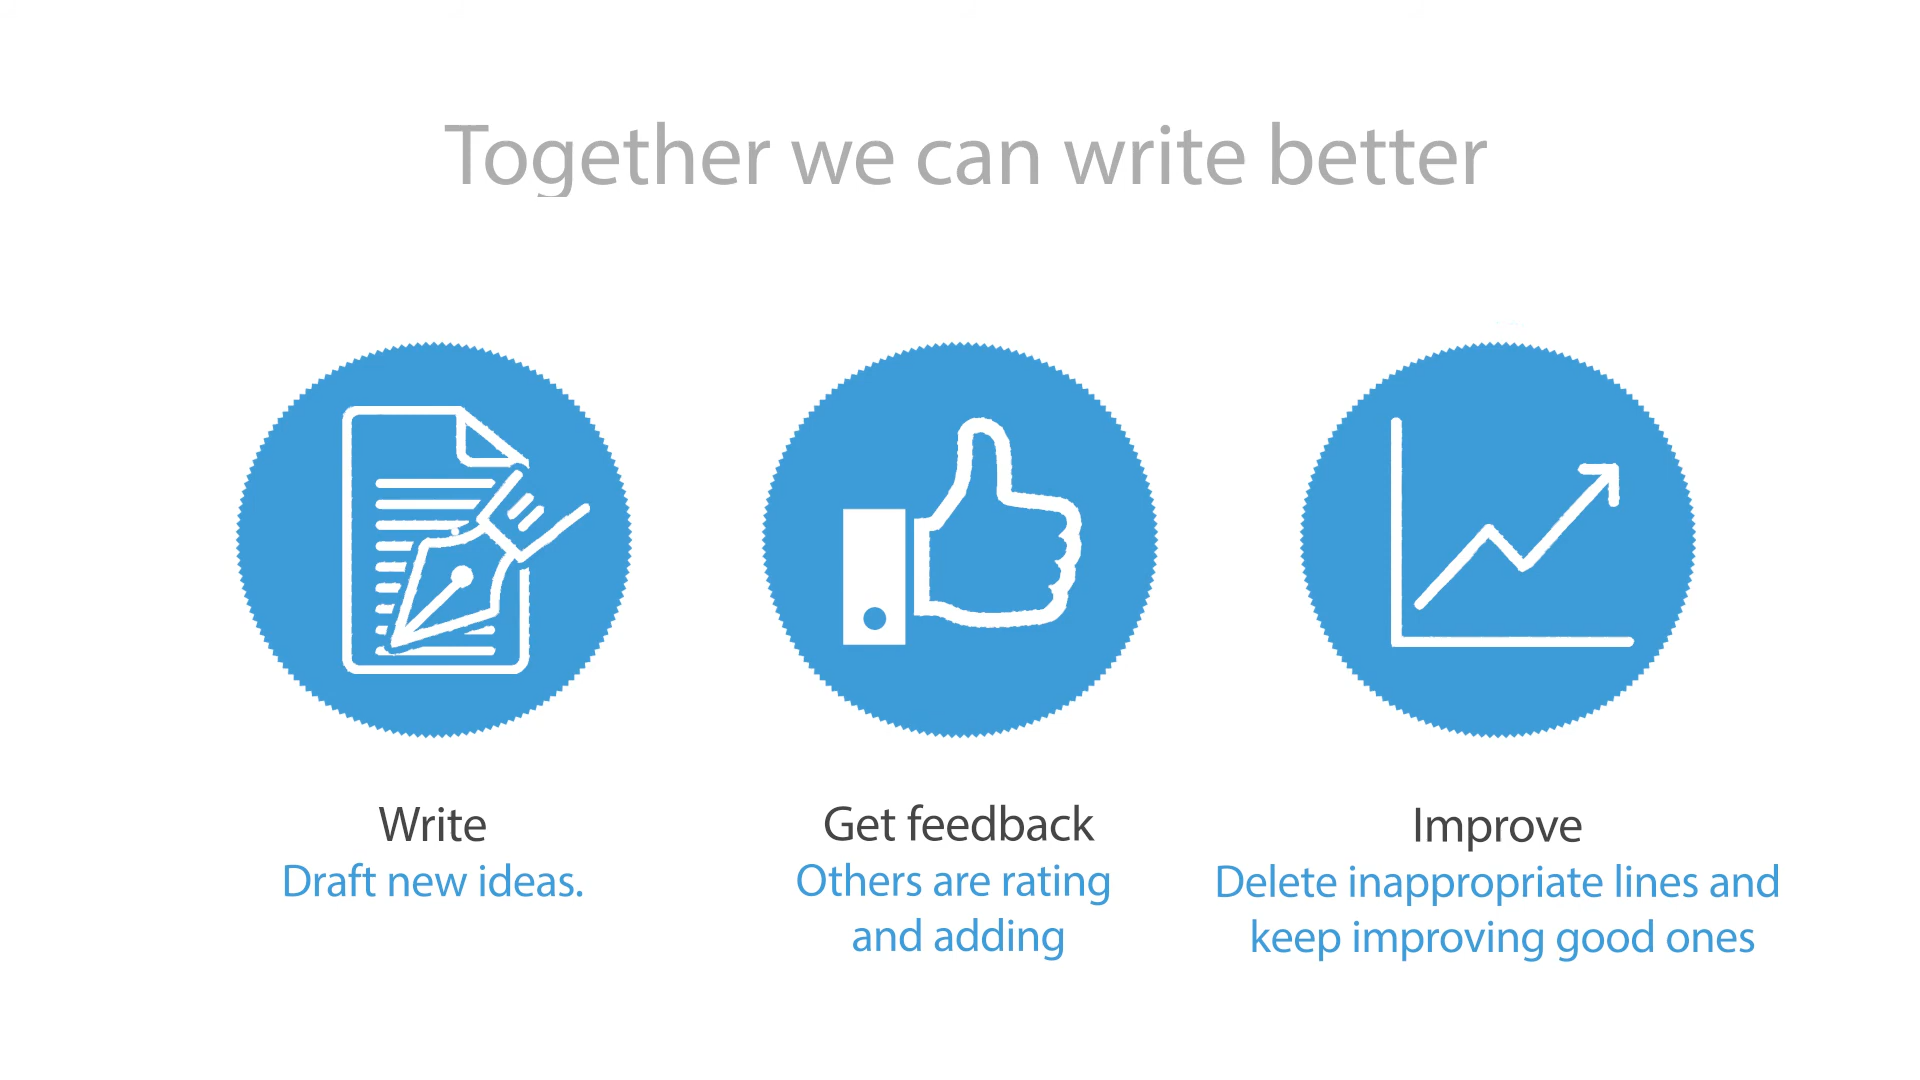 Together we can write better
Write
Draft new ideas.
Get feedback
Others are rating
and adding
Improve
Delete inappropriate lines and
keep improving good ones